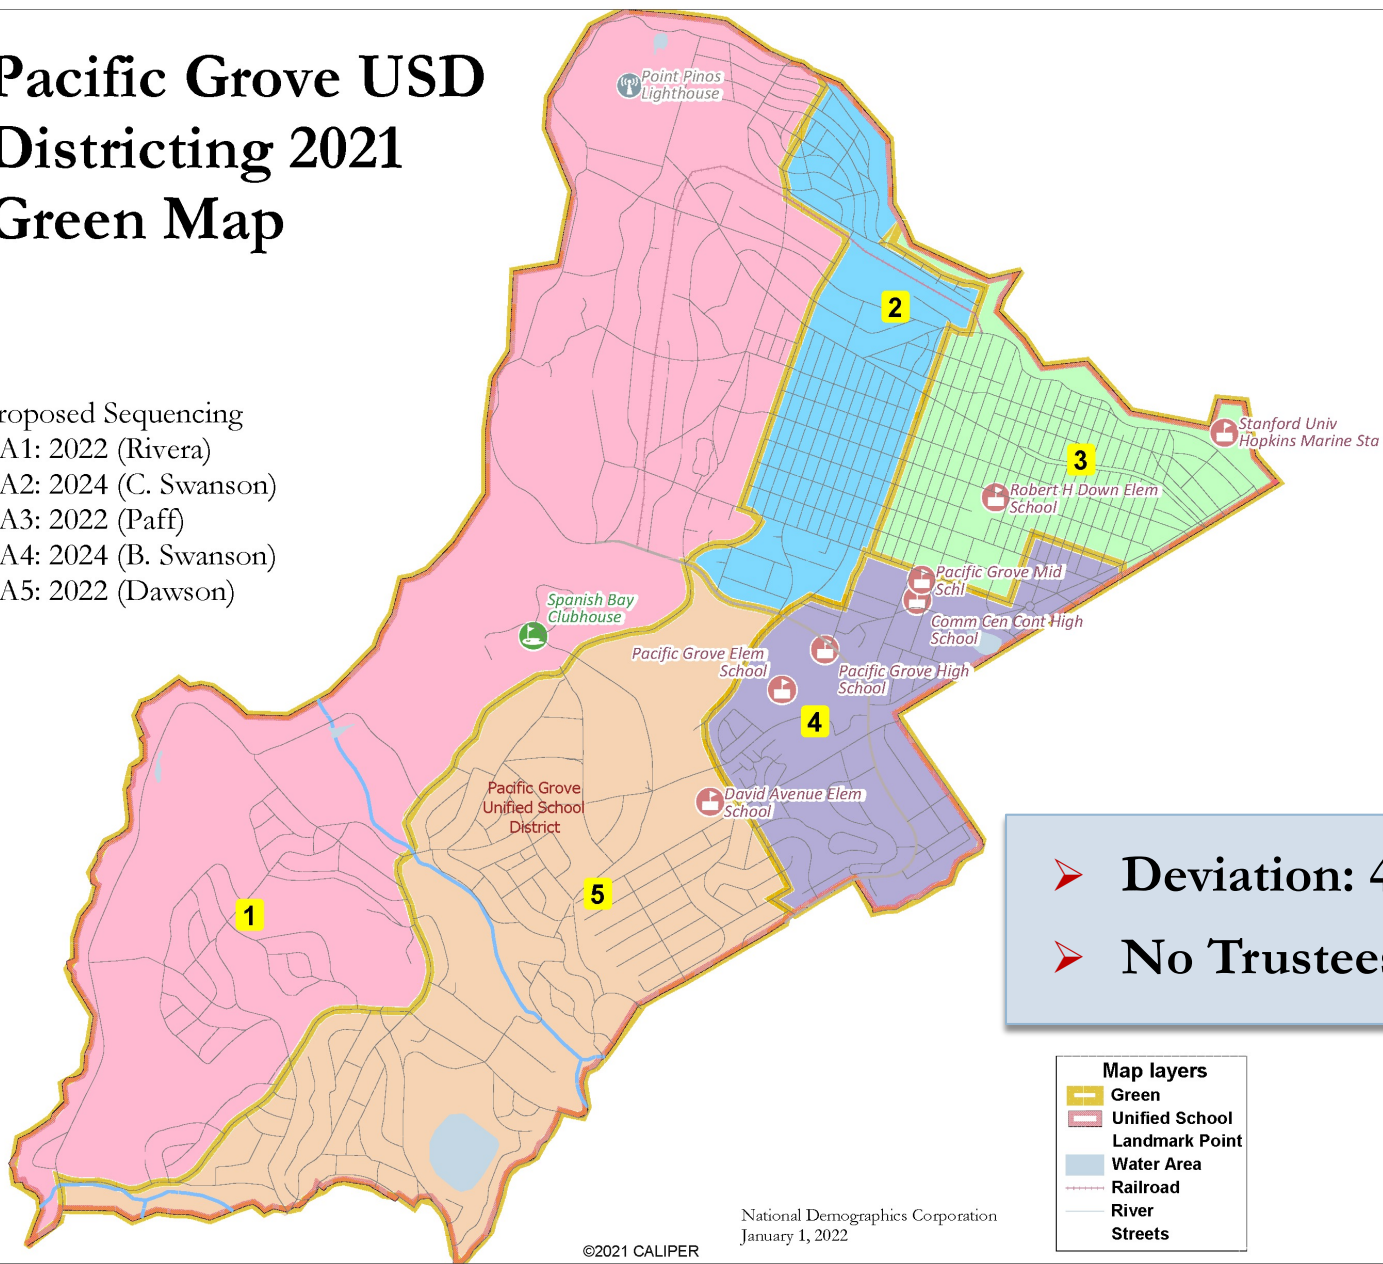 Pacific Grove USD
Districting 2021
Green Map
roposed Sequencing
A1: 2022 (Rivera)
A2: 2024 (C. Swanson)
A3: 2022 (Paff)
A4: 2024 (B. Swanson)
A5: 2022 (Dawson)
Point Pinos
Lighthouse
2
3
Stanford Univ
Hopkins Marine Sta
Robert H Down Elem
School
Pacific Grove Mid
Schl
Comm Cen Cont High
School
Spanish Bay
Clubhouse
Pacific Grove Elem
School
Pacific Grove High
School
4
David Avenue Elem
School
Pacific Grove
Unified School
District
5
1
Deviation: 4
No Trustees
Map layers
Green
Unified School
Landmark Point
Water Area
Railroad
River
Streets
National Demographics Corporation
January 1, 2022
©2021 CALIPER